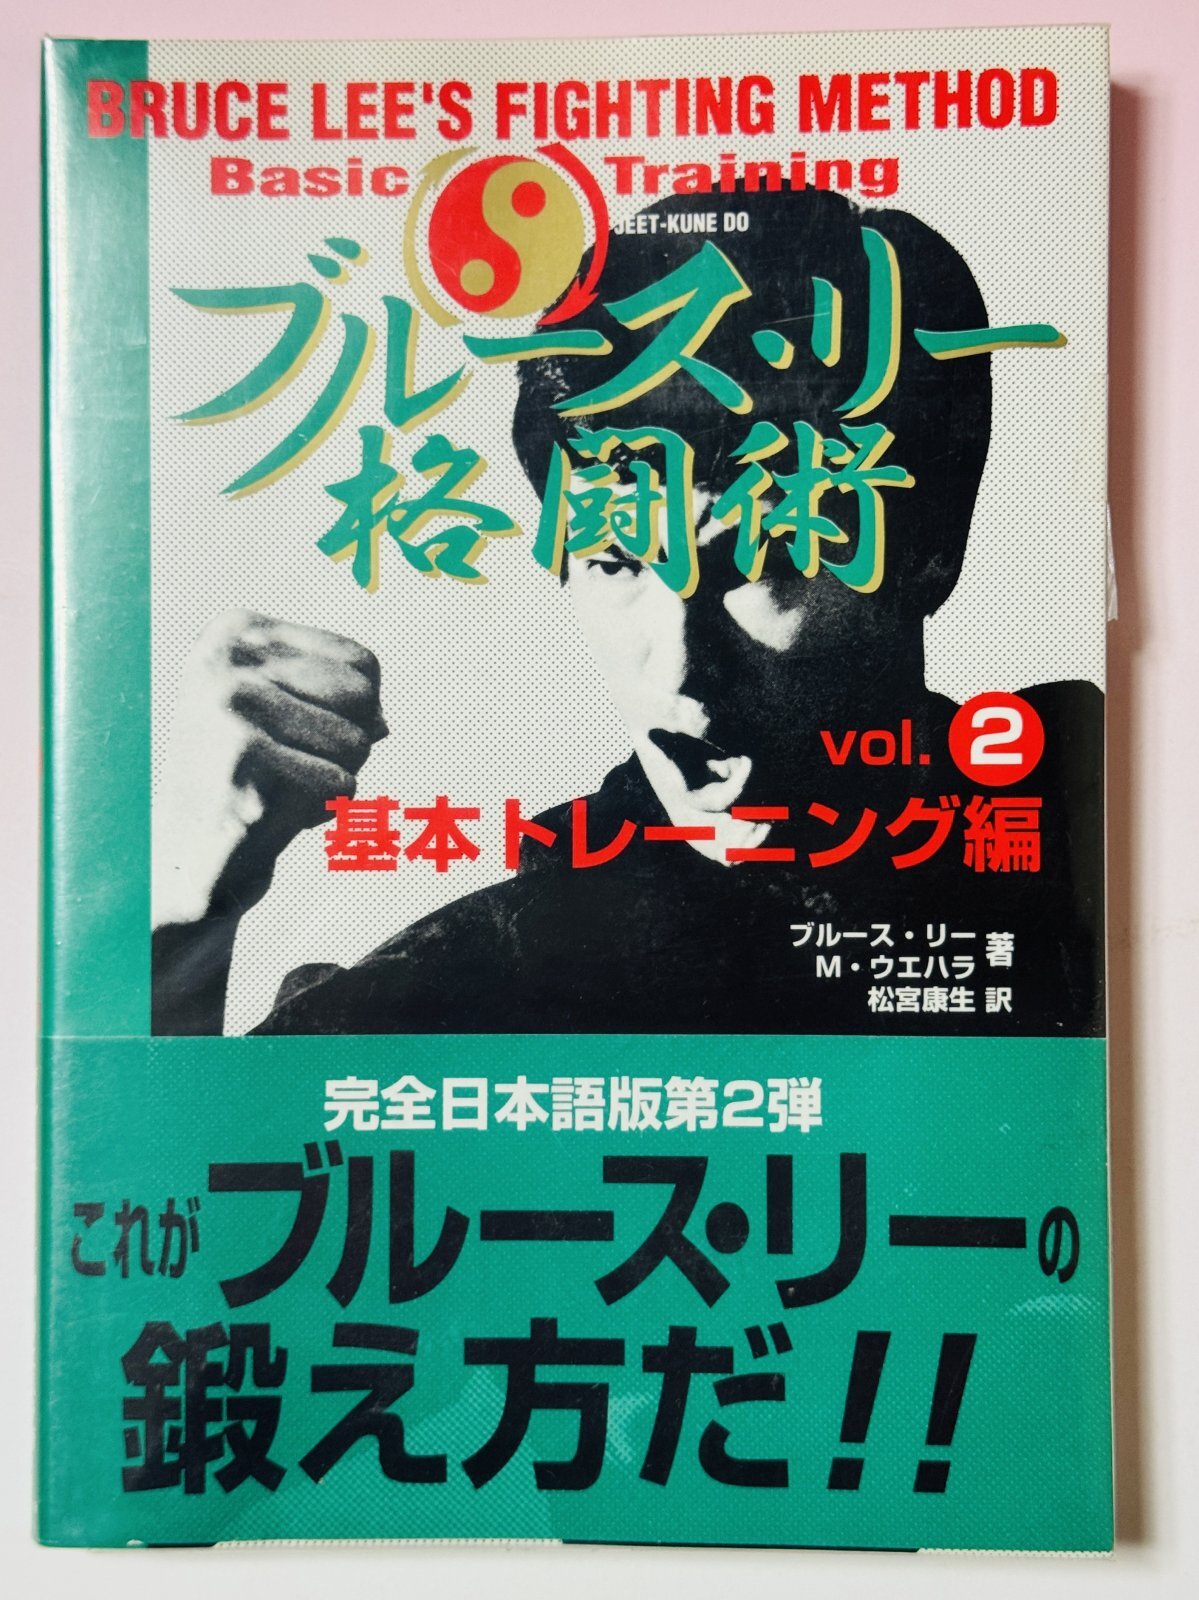 BRUCE LEE'S FIGHTING METHOD
Basic Training
JEET-KUNE DO
ブルース・リー
格闘術
vol. 2
基本トレーニング編
ブルース・リー
M・ウエハラ 著
松宮康生 訳
完全日本語版第2弾
これがブルース・リーの
鍛え方だ!!